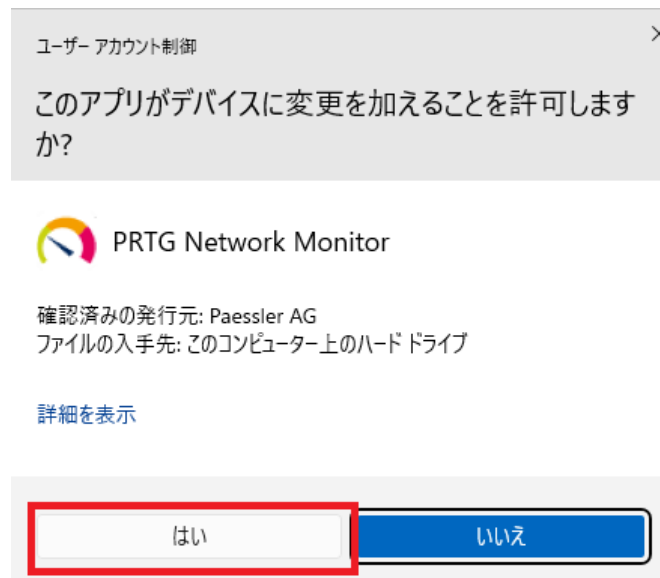 ユーザー アカウント制御
このアプリがデバイスに変更を加えることを許可します
か?
PRTG Network Monitor
確認済みの発行元: Paessler AG
ファイルの入手先: このコンピューター上のハード ドライブ
詳細を表示
はい
いいえ